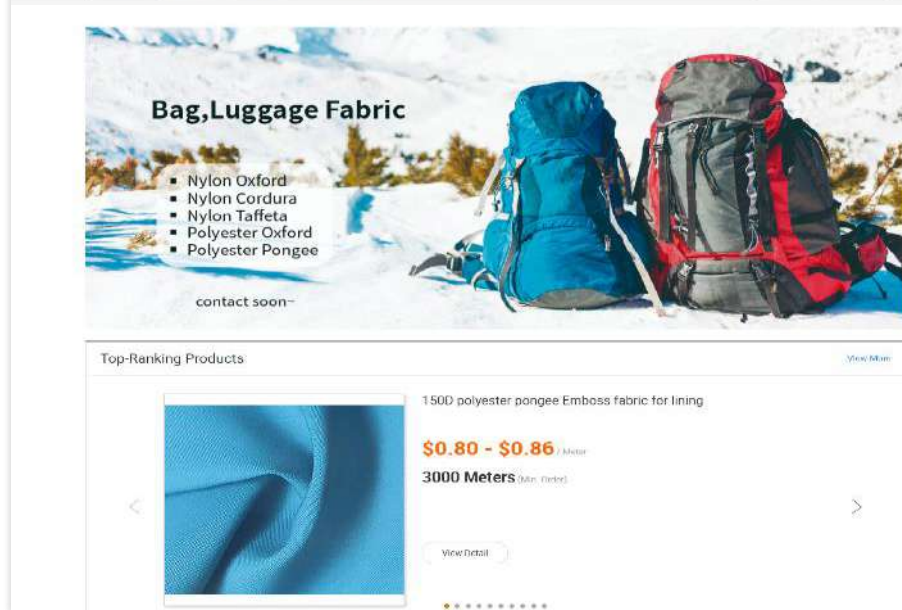 Bag,Luggage Fabric
▪ Nylon Oxford
▪ Nylon Cordura
▪ Nylon Taffeta
▪ Polyester Oxford
▪ Polyester Pongee
contact soon~
Top-Ranking Products
View More
150D polyester pongee Emboss fabric for lining
$0.80 - $0.86 / Meter
3000 Meters (Min. Order)
View Detail